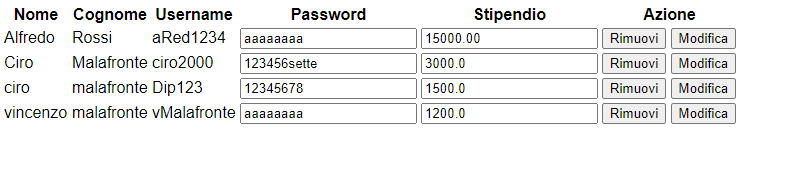 Nome Cognome Username Password Stipendio Azione
Alfredo Rossi aRed1234 aaaaaaaa 15000.00 Rimuovi Modifica
Ciro Malafronte ciro2000 123456sette 3000.0 Rimuovi Modifica
ciro malafronte Dip123 12345678 1500.0 Rimuovi Modifica
vincenzo malafronte vMalafronte aaaaaaaa 1200.0 Rimuovi Modifica